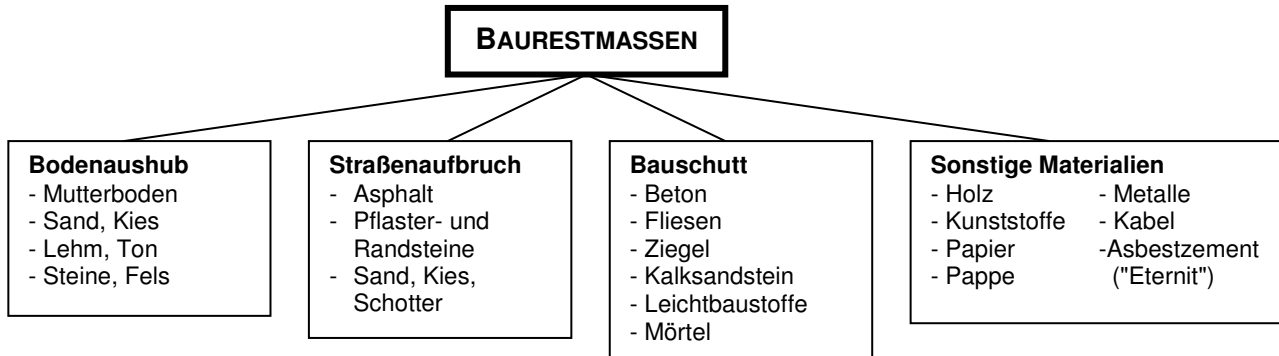 BAURESTMASSEN
Bodenaushub
- Mutterboden
- Sand, Kies
- Lehm, Ton
- Steine, Fels
Straßenaufbruch
- Asphalt
- Pflaster- und
Randsteine
- Sand, Kies,
Schotter
Bauschutt
- Beton
- Fliesen
- Ziegel
- Kalksandstein
- Leichtbaustoffe
- Mörtel
Sonstige Materialien
- Holz
- Kunststoffe
- Papier
- Pappe
- Metalle
- Kabel
-Asbestzement
("Eternit")